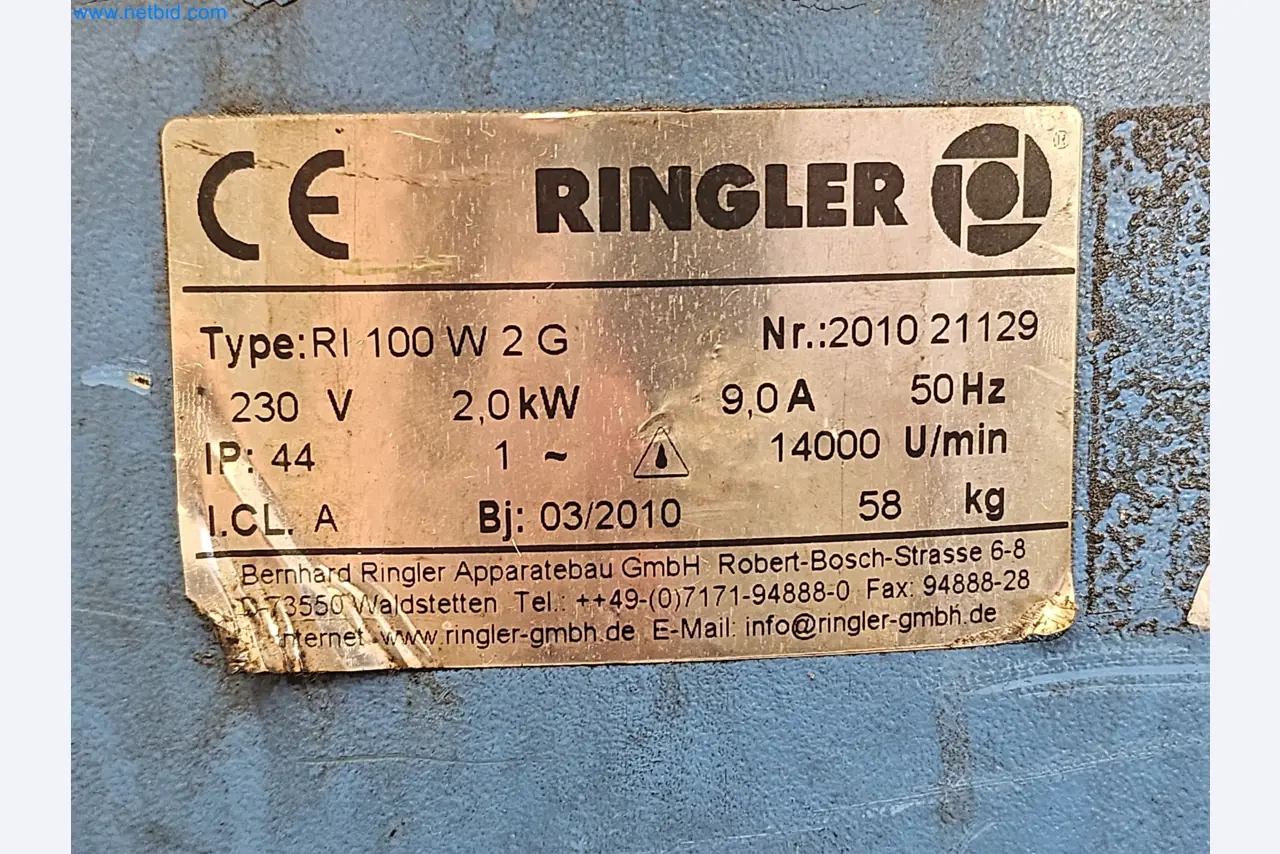 www.netbid.com
CE RINGLER ®
Type: RI 100 W 2 G Nr.: 2010 21129
230 V 2,0 kW 9,0 A 50 Hz
IP: 44 1 ~ 14000 U/min
I.CL. A Bj: 03/2010 58 kg
Bernhard Ringler Apparatebau GmbH Robert-Bosch-Strasse 6-8
D-73550 Waldstetten Tel.: ++49-(0)7171-94888-0 Fax: 94888-28
Internet www.ringler-gmbh.de E-Mail: info@ringler-gmbh.de